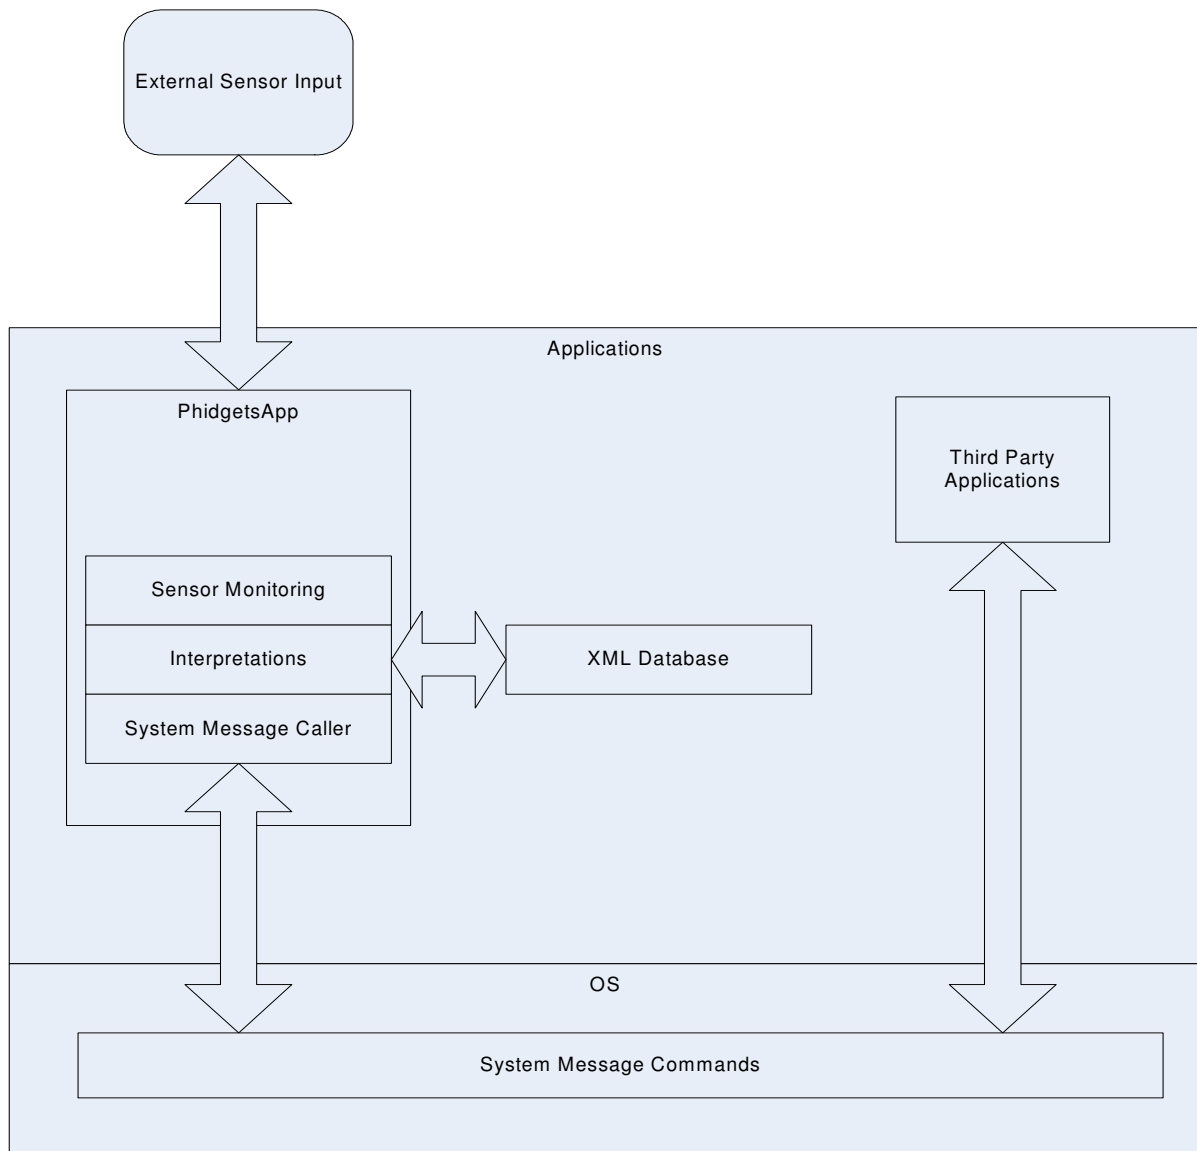 External Sensor Input
Applications
PhidgetsApp
Third Party
Applications
Sensor Monitoring
Interpretations
XML Database
System Message Caller
OS
System Message Commands